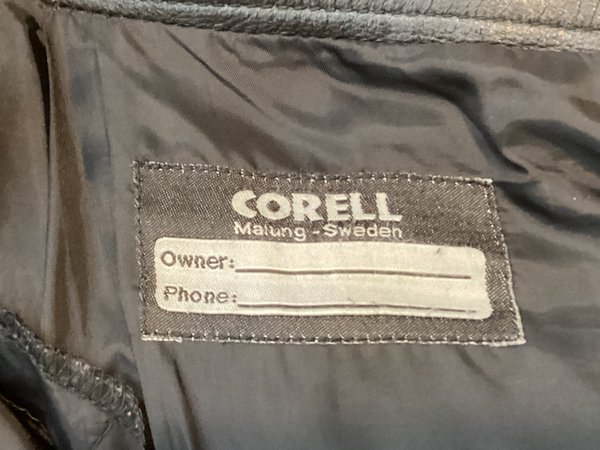 CORELL
Malung - Sweden
Owner:
Phone: